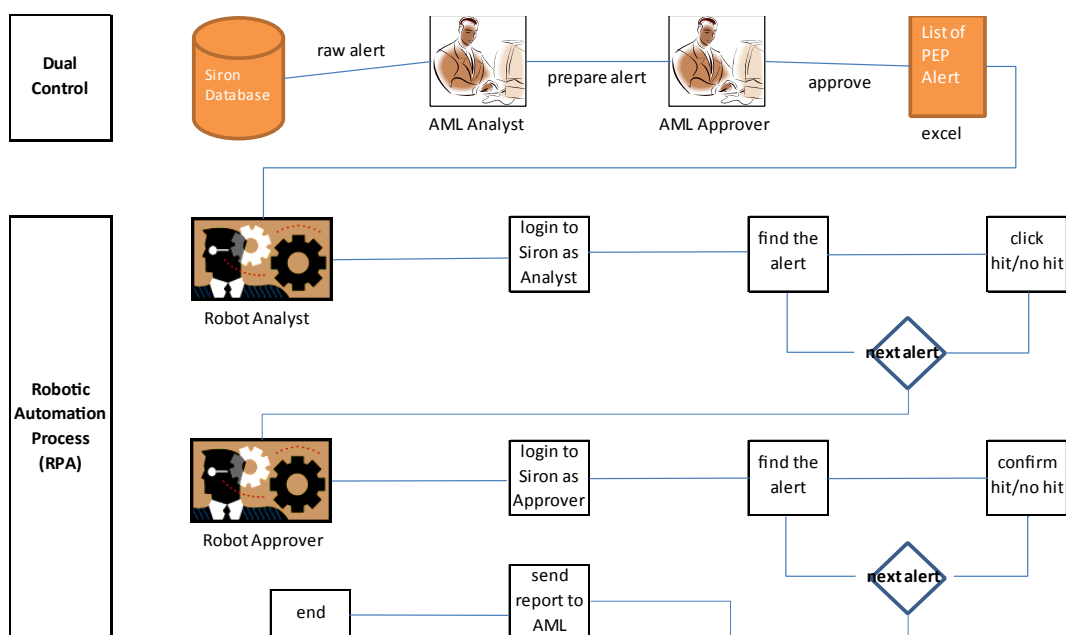 Dual
Control
Siron
Database
raw alert
AML Analyst
prepare alert
AML Approver
approve
List of
PEP
Alert
excel
Robotic
Automation
Process
(RPA)
Robot Analyst
login to
Siron as
Analyst
find the
alert
click
hit/no hit
next alert
Robot Approver
login to
Siron as
Approver
find the
alert
confirm
hit/no hit
next alert
send
report to
AML
end